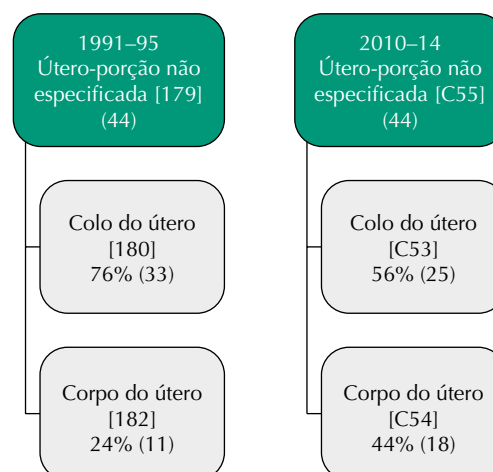 1991–95
Útero-porção não
especificada [179]
(44)
Colo do útero
[180]
76% (33)
Corpo do útero
[182]
24% (11)
2010–14
Útero-porção não
especificada [C55]
(44)
Colo do útero
[C53]
56% (25)
Corpo do útero
[C54]
44% (18)